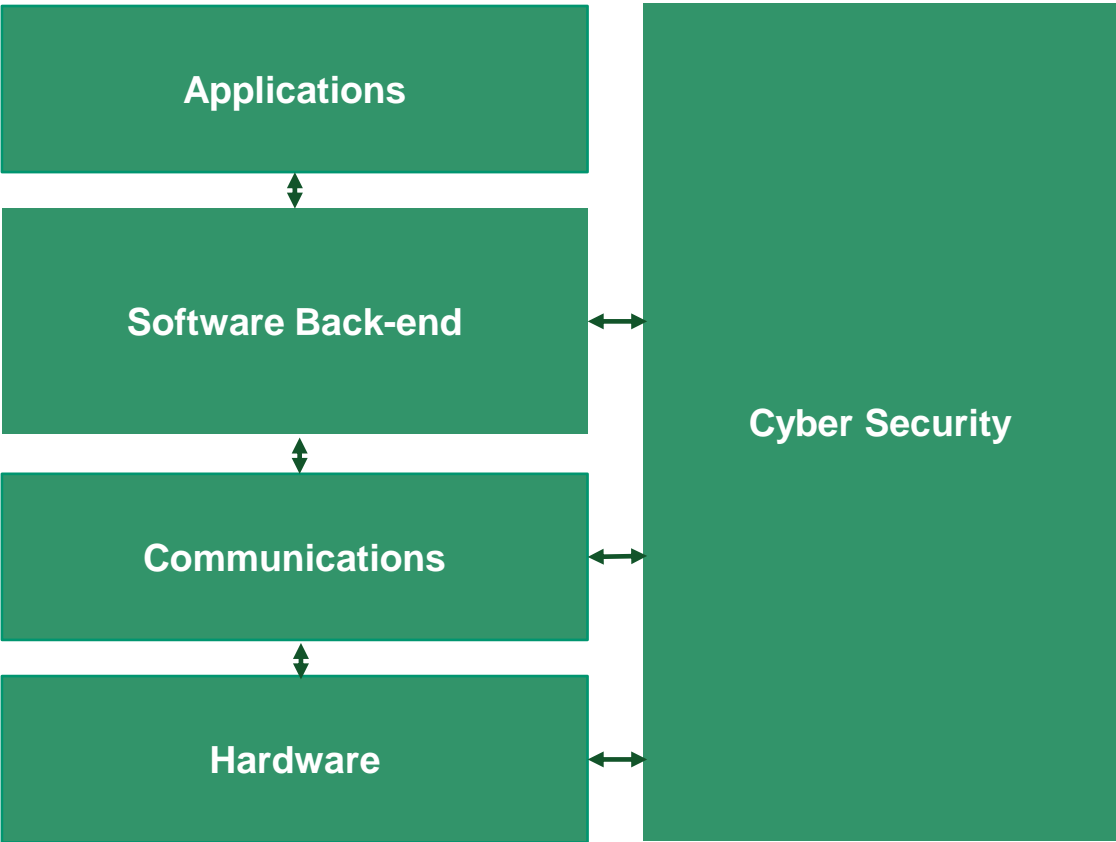 Applications
Software Back-end
Cyber Security
Communications
Hardware